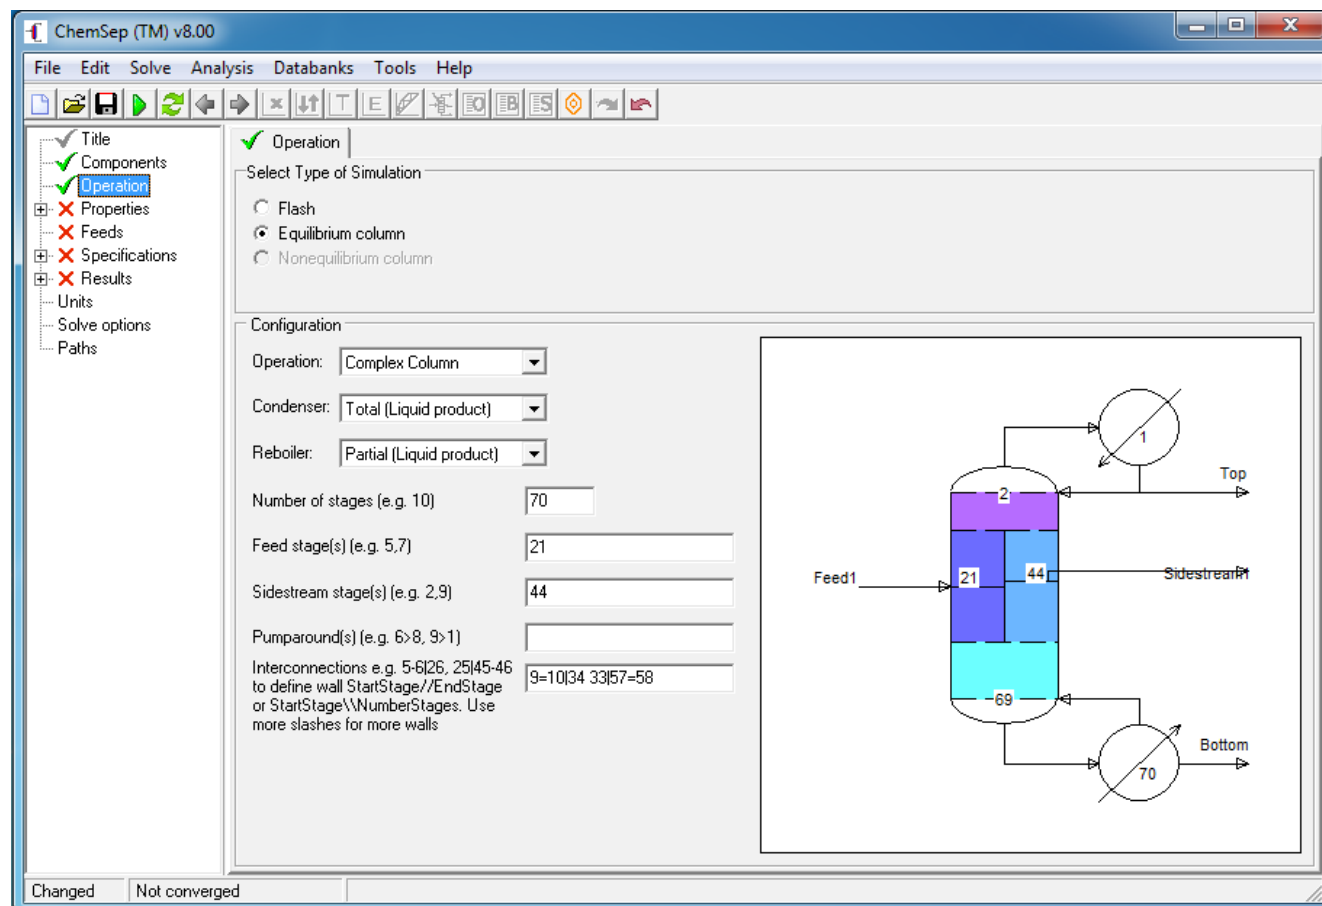 ChemSep (TM) v8.00
File Edit Solve Analysis Databanks Tools Help
Title
Components
Operation
Properties
Feeds
Specifications
Results
Units
Solve options
Paths
Operation
Select Type of Simulation
Flash
Equilibrium column
Nonequilibrium column
Configuration
Operation: Complex Column
Condenser: Total (Liquid product)
Reboiler: Partial (Liquid product)
Number of stages (e.g. 10) 70
Feed stage(s) (e.g. 5,7) 21
Sidestream stage(s) (e.g. 2,9) 44
Pumparound(s) (e.g. 6>8, 9>1)
Interconnections e.g. 5-6|26, 25|45-46
to define wall StartStage//EndStage
or StartStage\\NumberStages. Use
more slashes for more walls
9=10|34 33|57=58
1
Top
2
Feed1
21
44
Sidestream1
69
Bottom
70
Changed Not converged